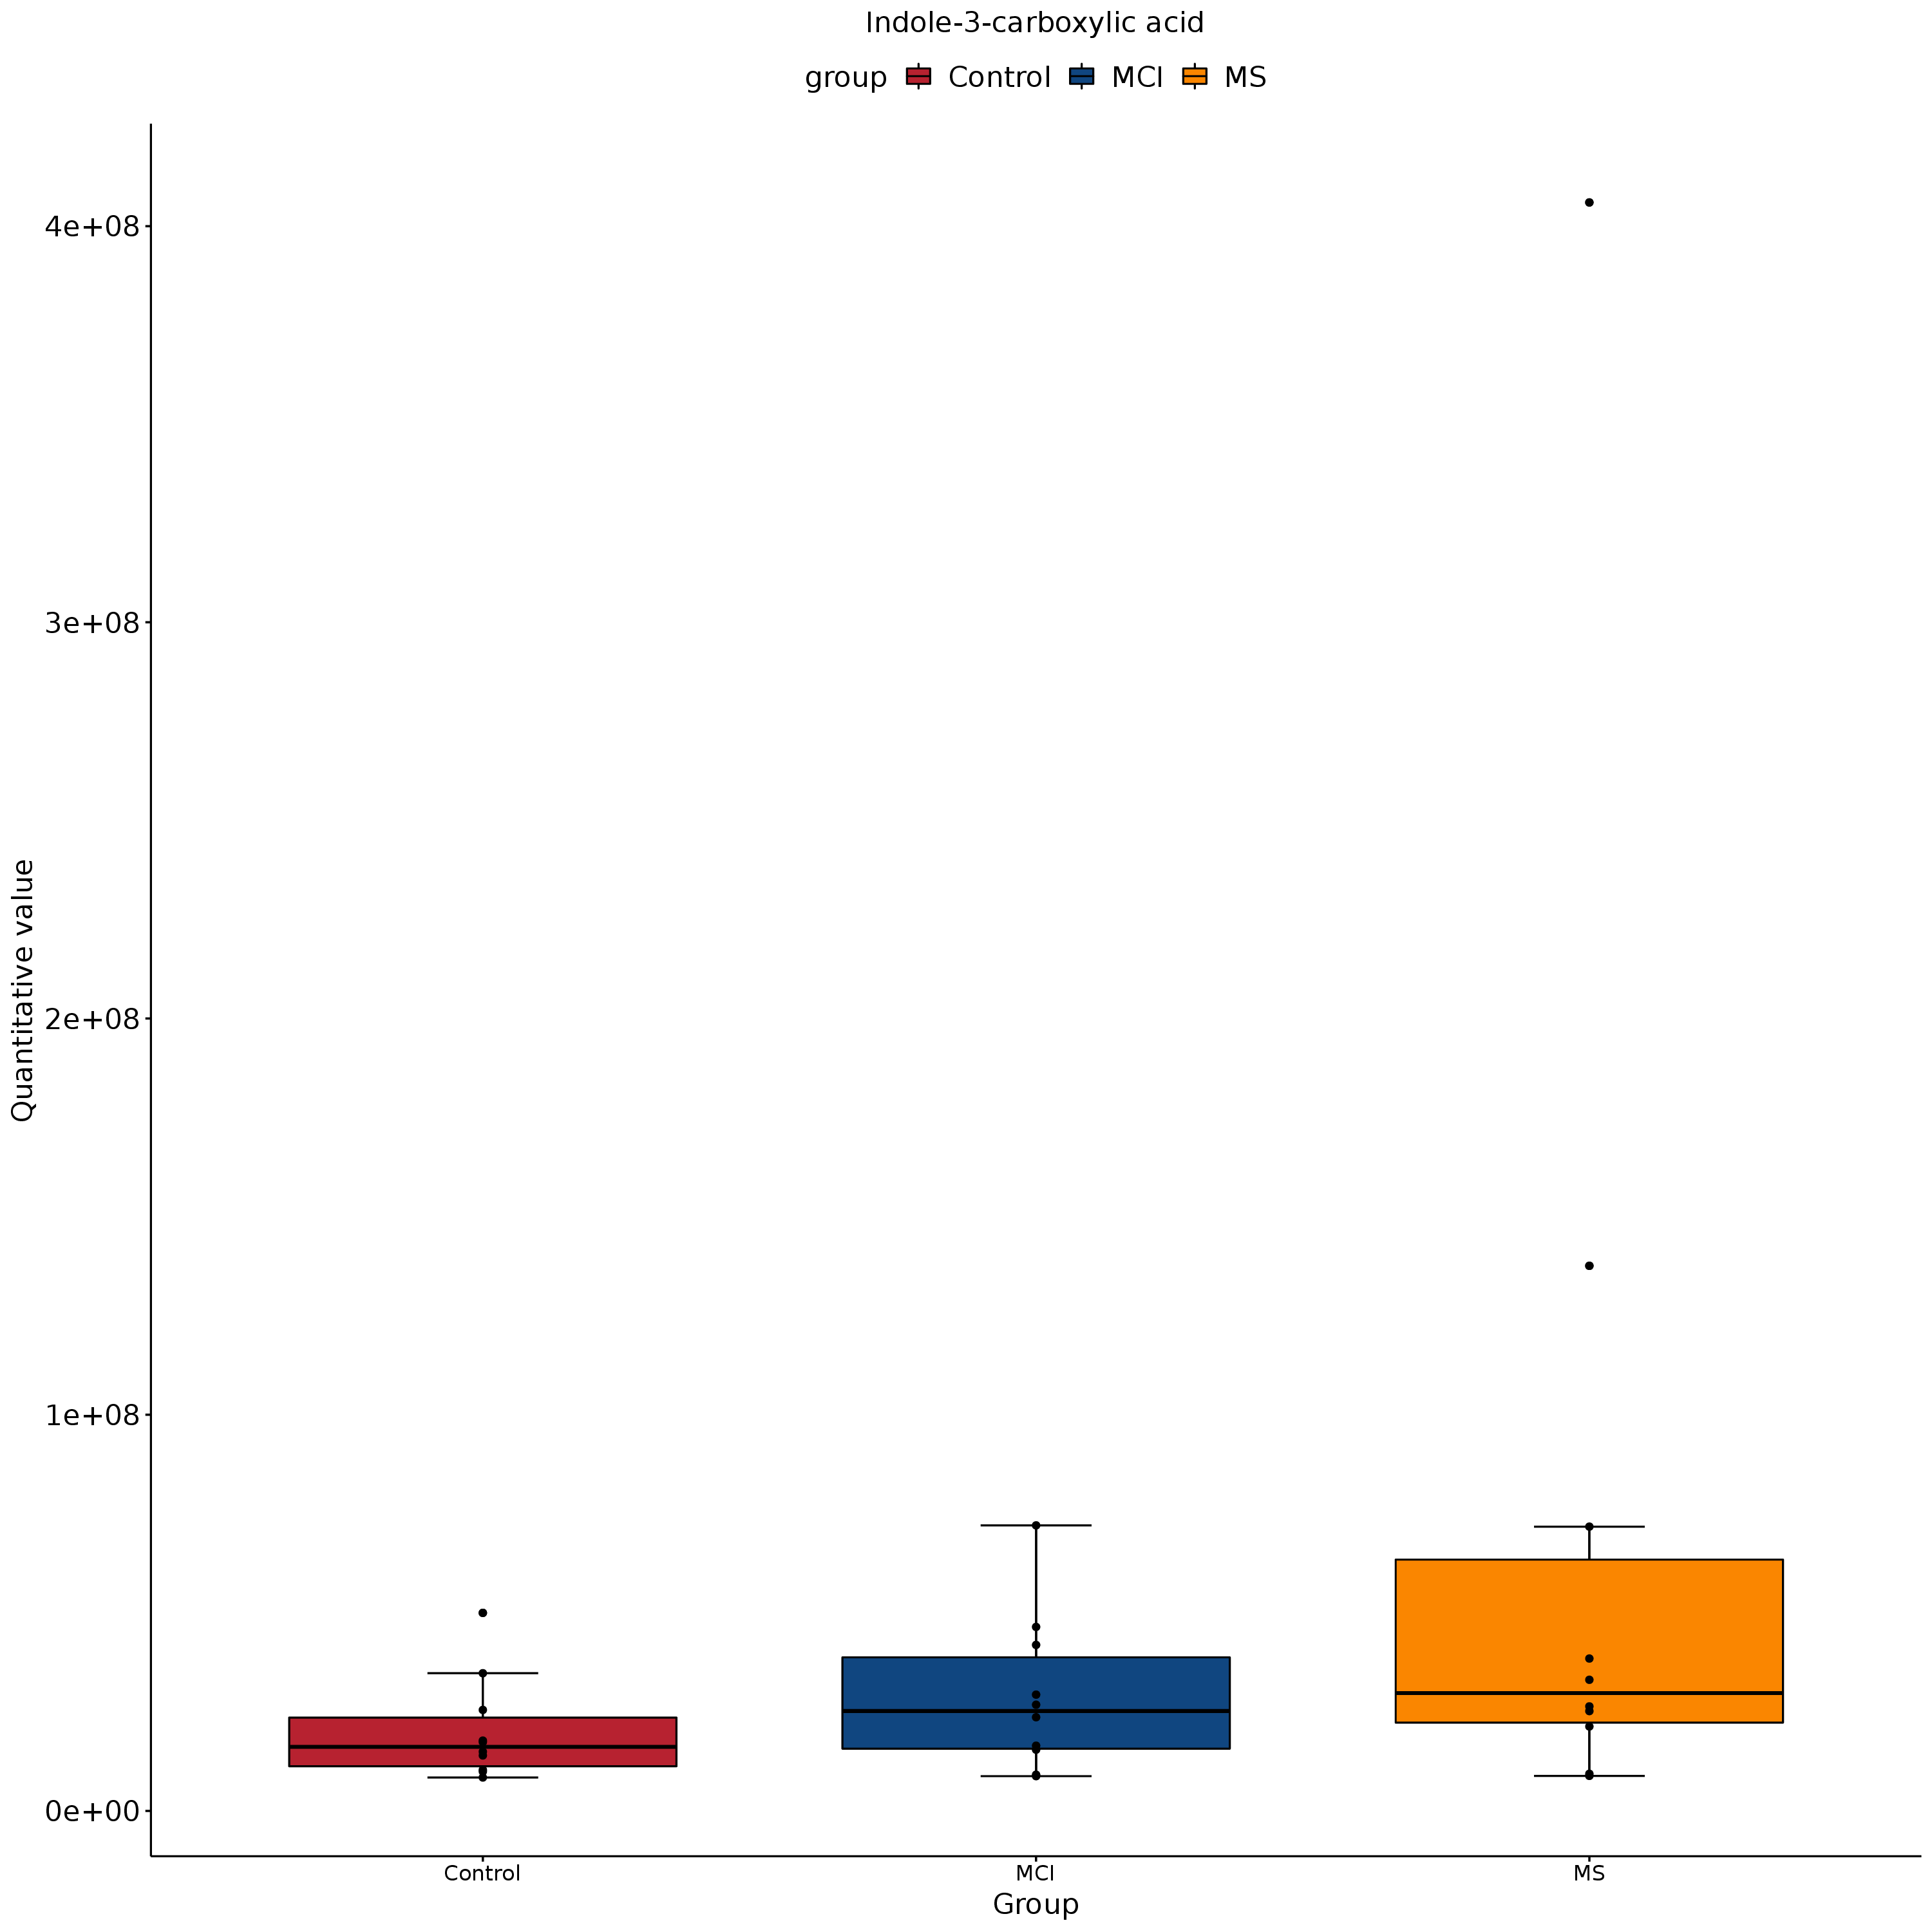 Indole-3-carboxylic acid
group Control MCI MS
Quantitative value
4e+08
3e+08
2e+08
1e+08
0e+00
Control MCI MS
Group